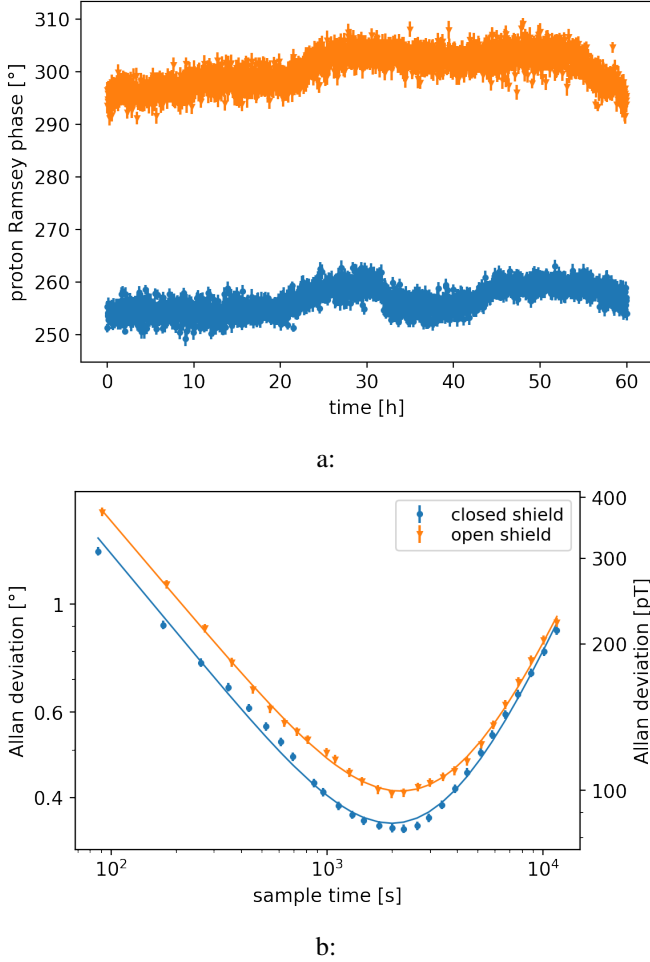 310
300
290
280
270
260
250
proton Ramsey phase [°]
0 10 20 30 40 50 60
time [h]
a:
closed shield
open shield
1
0.6
0.4
Allan deviation [°]
400
300
200
100
Allan deviation [pT]
10² 10³ 10⁴
sample time [s]
b: